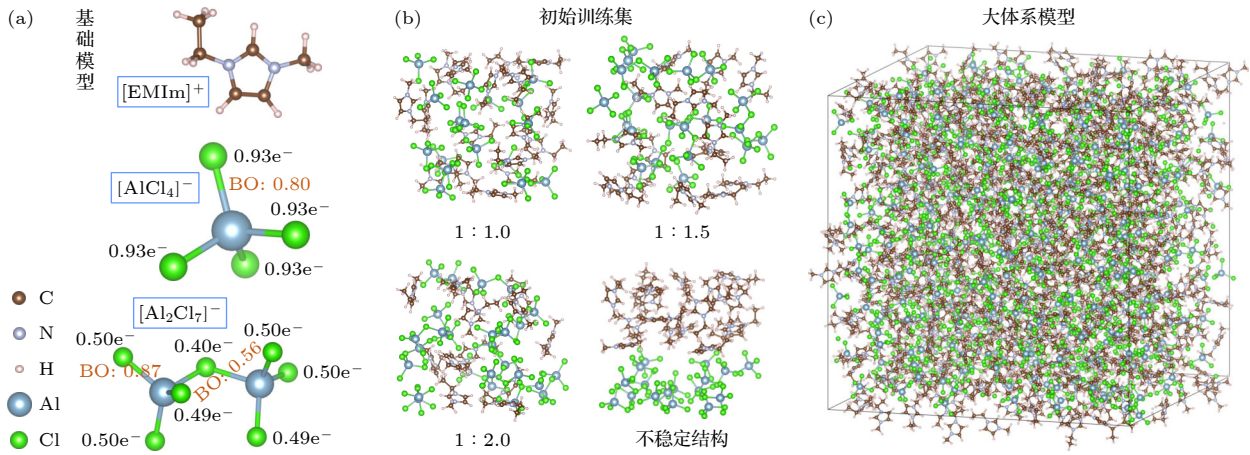 (a)
基础模型
[EMIm]⁺
0.93e⁻
BO: 0.80
[AlCl₄]⁻
0.93e⁻
0.93e⁻
0.93e⁻
[Al₂Cl₇]⁻
0.50e⁻
0.50e⁻
0.40e⁻
BO: 0.56
BO: 0.87
0.50e⁻
0.49e⁻
0.50e⁻
0.49e⁻
C
N
H
Al
Cl
(b)
初始训练集
1：1.0
1：1.5
1：2.0
不稳定结构
(c)
大体系模型